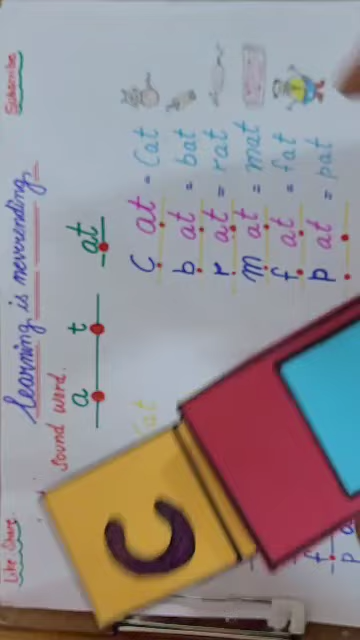 Like :Share.
learning is neverending
Subscribe
sound word.
a t at
c at = Cat
b at = bat
r at = rat
m at = mat
f at = fat
p at = pat
C
f
p a